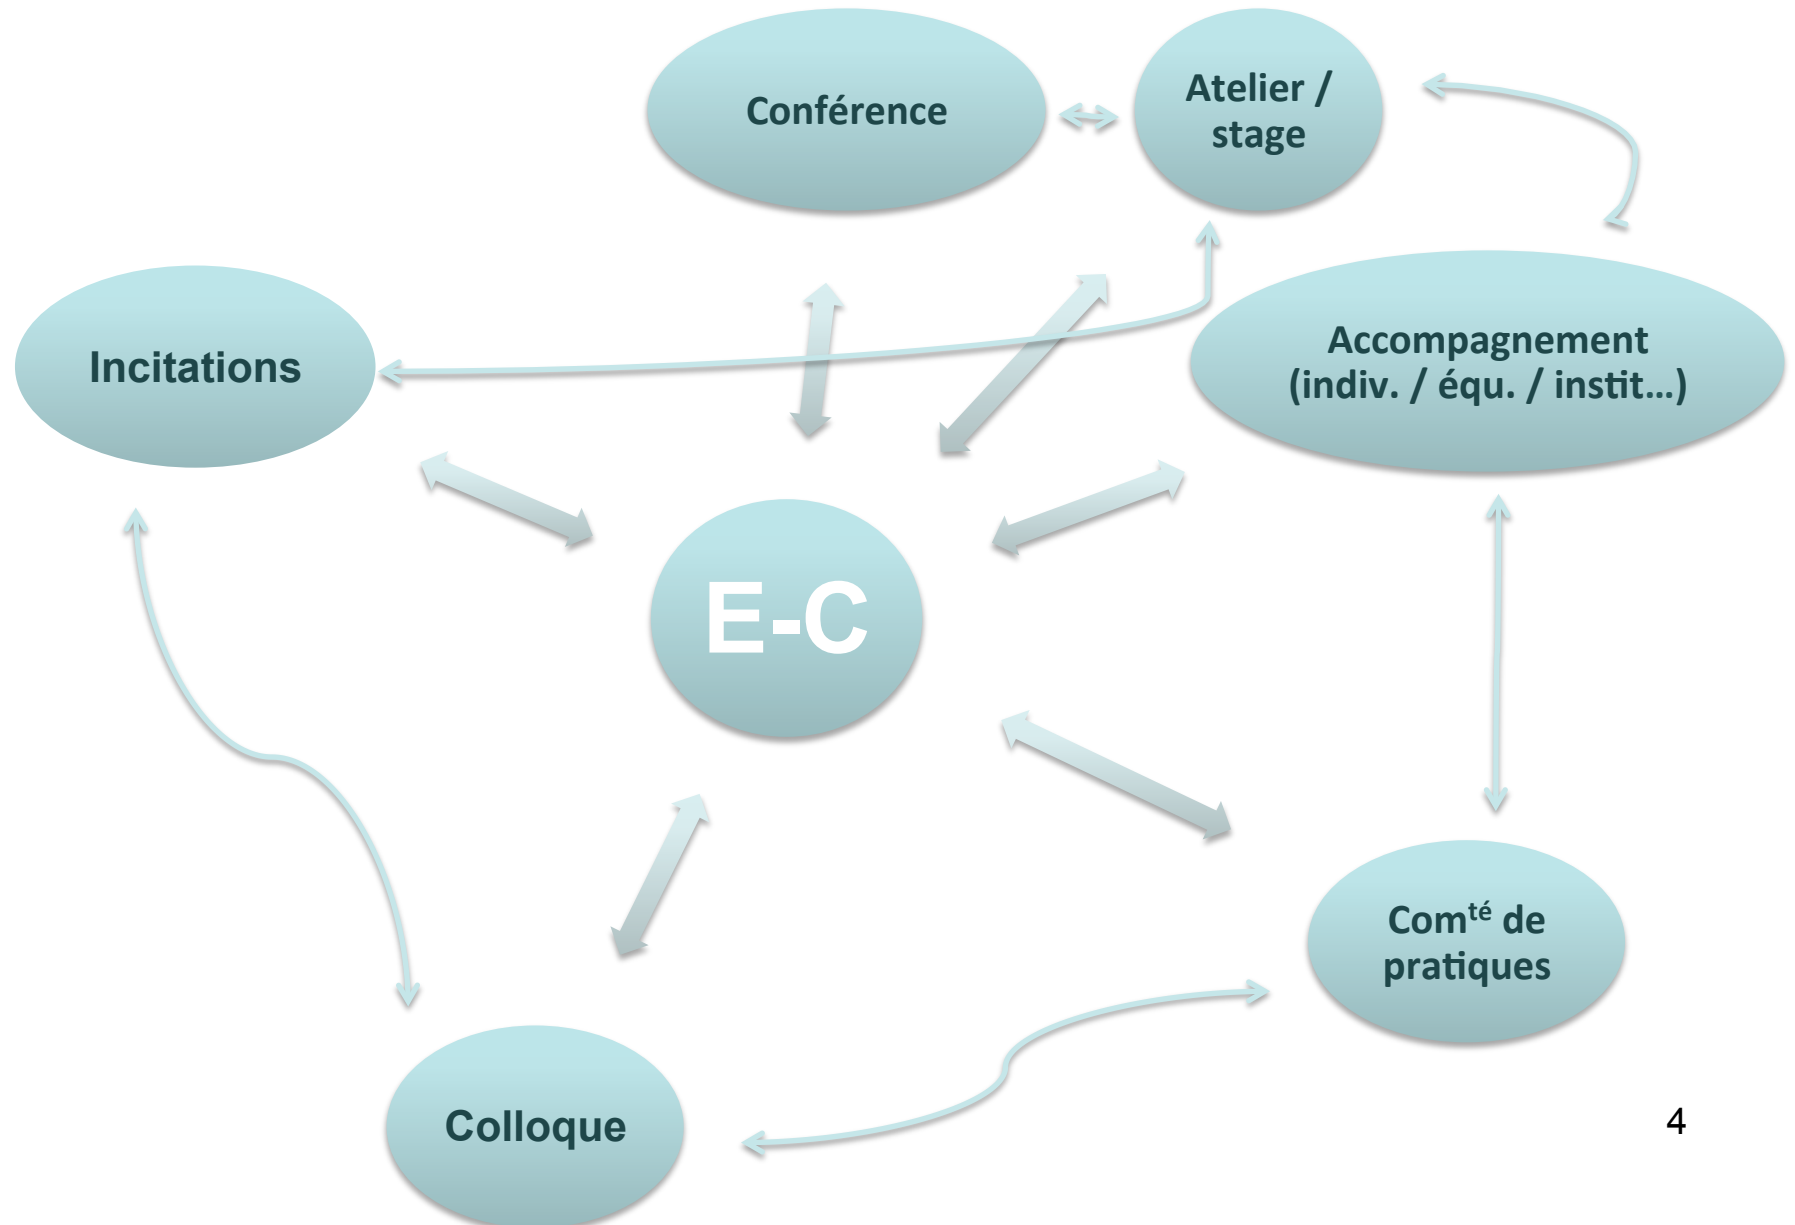 Conférence
Atelier /
stage
Incitations
Accompagnement
(indiv. / équ. / instit…)
E-C
Comté de
pratiques
Colloque
4